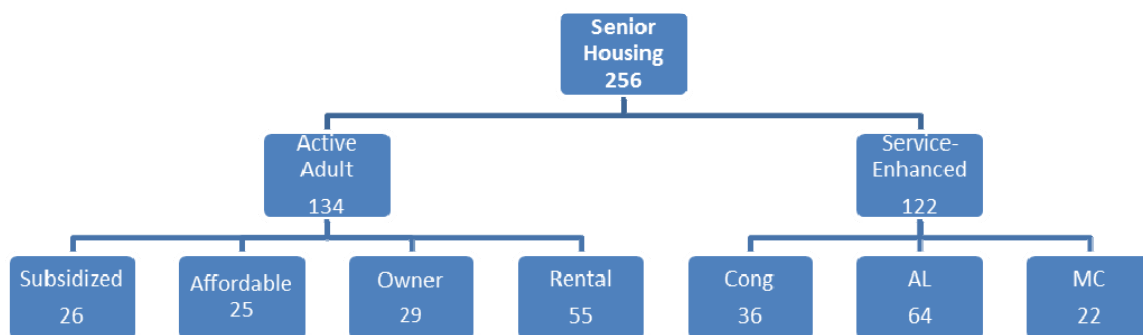 Senior
Housing
256
Active
Adult
134
Service-
Enhanced
122
Subsidized
26
Affordable
25
Owner
29
Rental
55
Cong
36
AL
64
MC
22